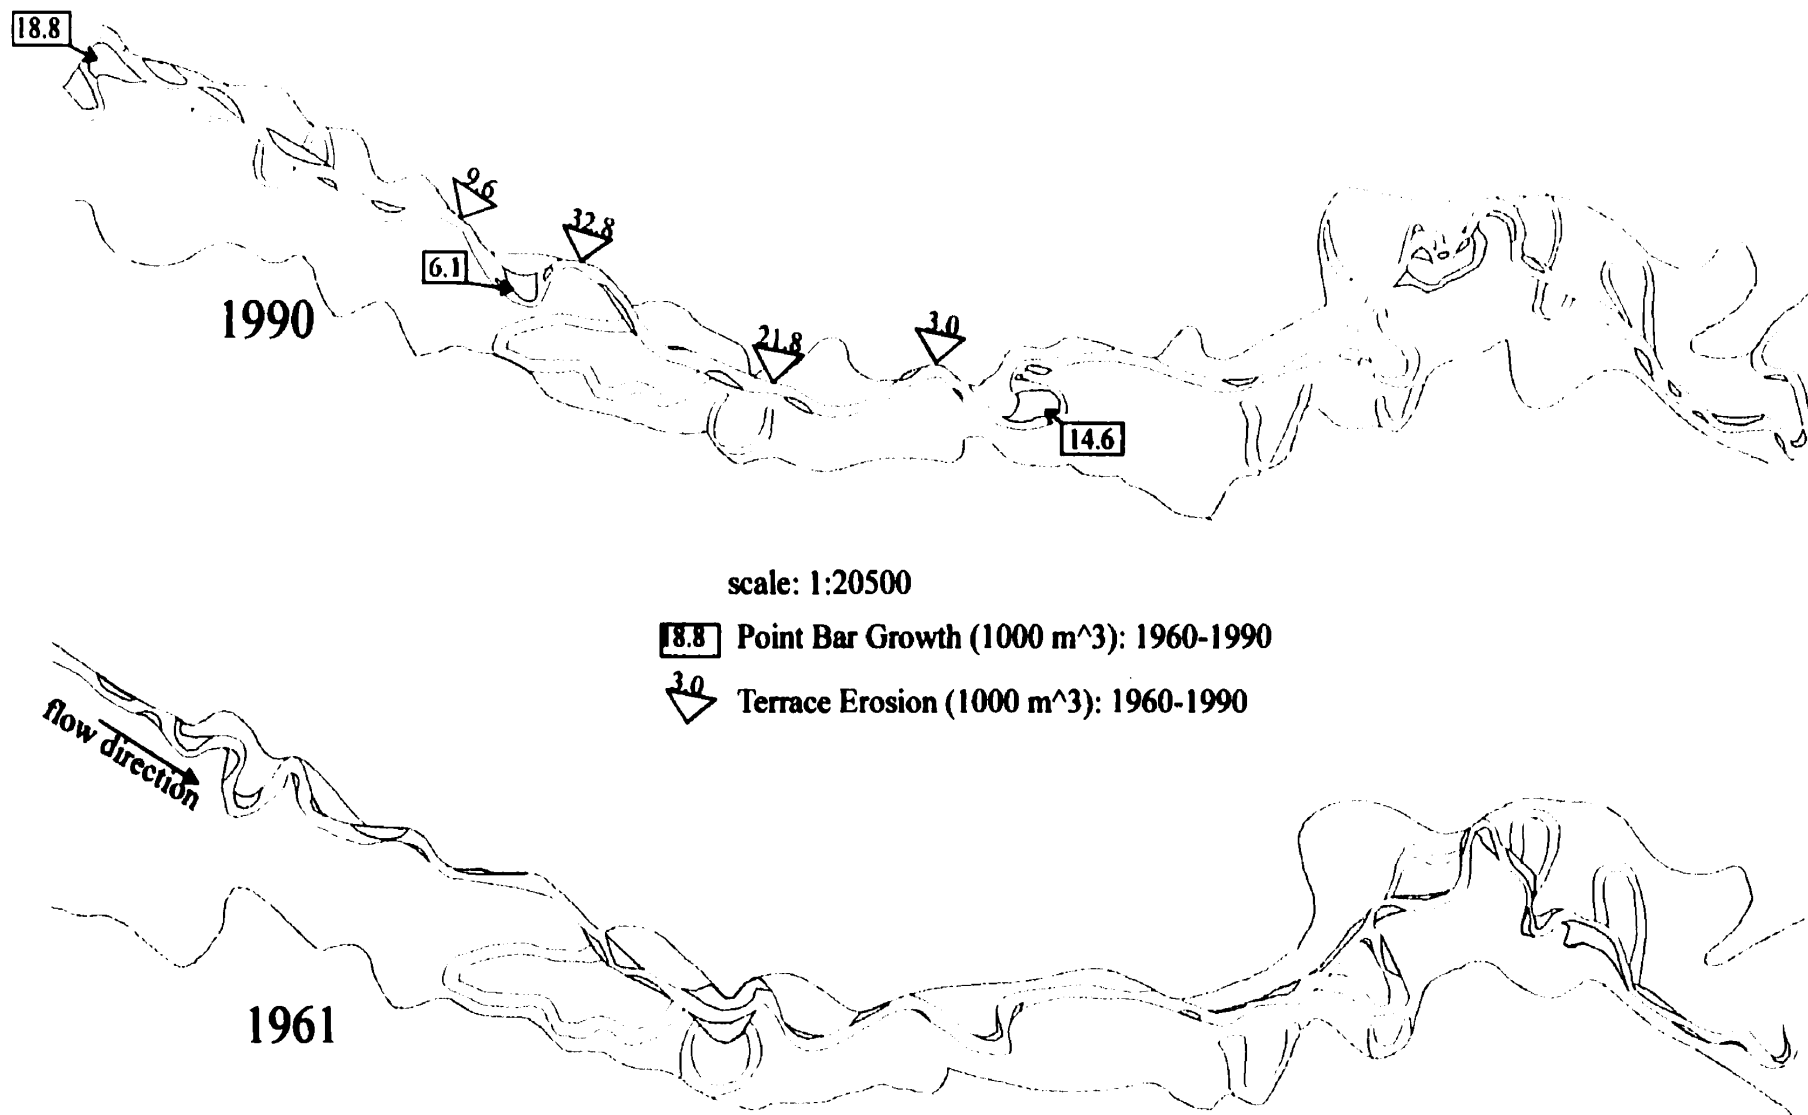 18.8
9.6
32.8
6.1
1990
21.8
3.0
14.6
scale: 1:20500
18.8 Point Bar Growth (1000 m^3): 1960-1990
3.0 Terrace Erosion (1000 m^3): 1960-1990
flow direction
1961